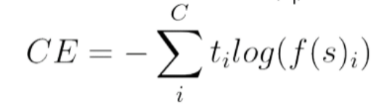 CE = -\sum_{i}^{C} t_i log(f(s)_i)